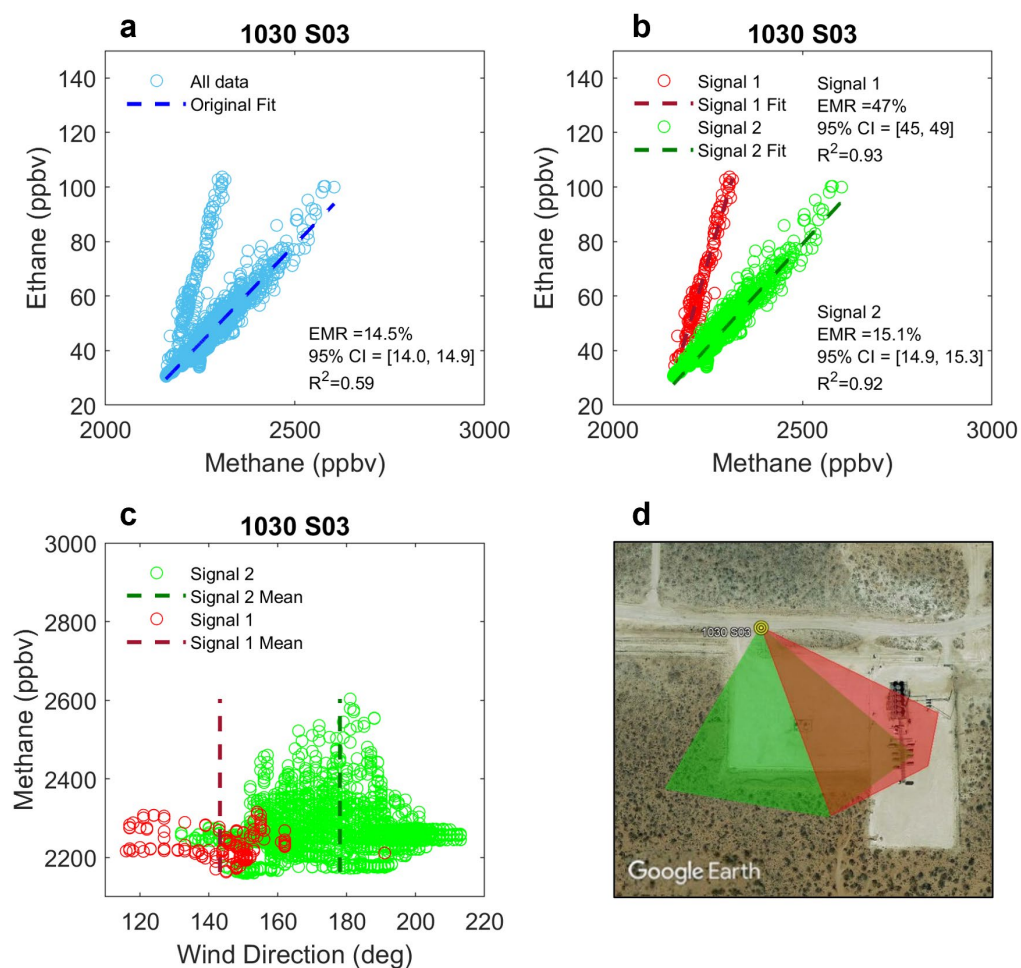 a
1030 S03
140
120
100
80
60
40
20
Ethane (ppbv)
All data
Original Fit
EMR =14.5%
95% CI = [14.0, 14.9]
R²=0.59
2000
2500
3000
Methane (ppbv)
b
1030 S03
140
120
100
80
60
40
20
Ethane (ppbv)
Signal 1
Signal 1 Fit
Signal 2
Signal 2 Fit
Signal 1
EMR =47%
95% CI = [45, 49]
R²=0.93
Signal 2
EMR =15.1%
95% CI = [14.9, 15.3]
R²=0.92
2000
2500
3000
Methane (ppbv)
c
1030 S03
3000
2800
2600
2400
2200
Methane (ppbv)
Signal 2
Signal 2 Mean
Signal 1
Signal 1 Mean
120
140
160
180
200
220
Wind Direction (deg)
d
1030 S03
Google Earth